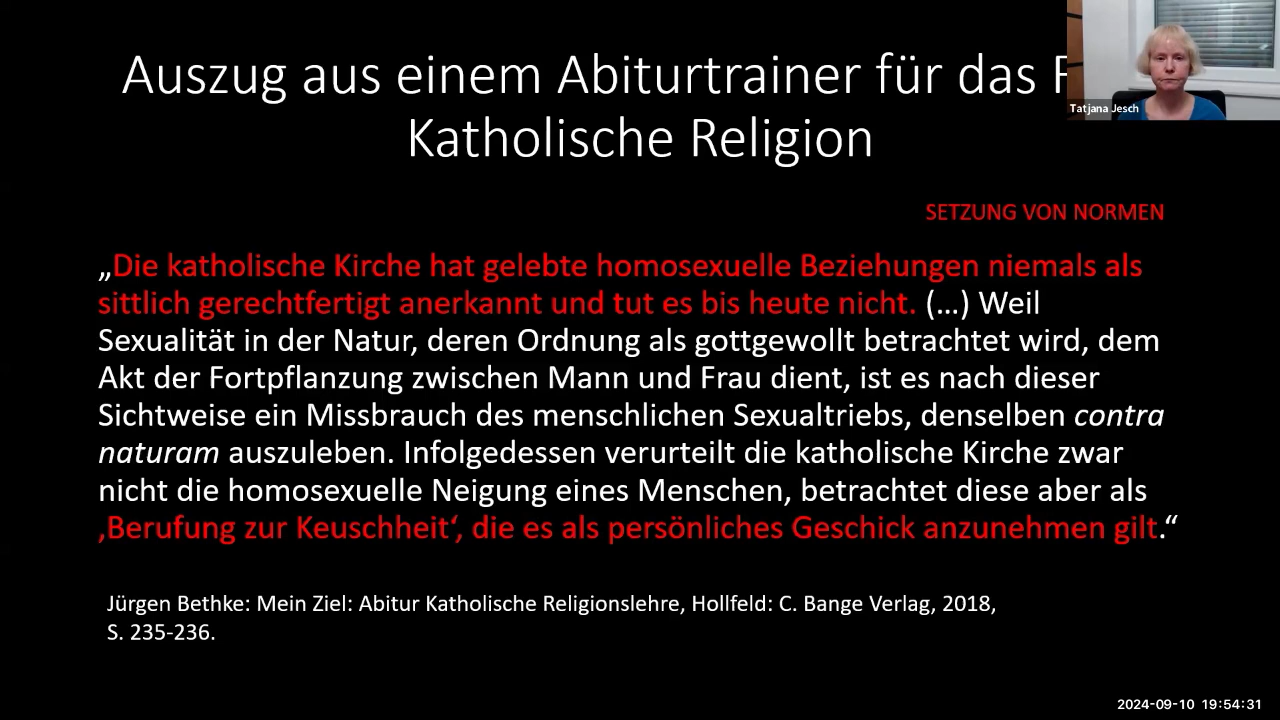 Auszug aus einem Abiturtrainer für das
Katholische Religion
Tatjana Jesch
SETZUNG VON NORMEN
„Die katholische Kirche hat gelebte homosexuelle Beziehungen niemals als
sittlich gerechtfertigt anerkannt und tut es bis heute nicht. (…) Weil
Sexualität in der Natur, deren Ordnung als gottgewollt betrachtet wird, dem
Akt der Fortpflanzung zwischen Mann und Frau dient, ist es nach dieser
Sichtweise ein Missbrauch des menschlichen Sexualtriebs, denselben contra
naturam auszuleben. Infolgedessen verurteilt die katholische Kirche zwar
nicht die homosexuelle Neigung eines Menschen, betrachtet diese aber als
‚Berufung zur Keuschheit‘, die es als persönliches Geschick anzunehmen gilt.“
Jürgen Bethke: Mein Ziel: Abitur Katholische Religionslehre, Hollfeld: C. Bange Verlag, 2018,
S. 235-236.
2024-09-10 19:54:31